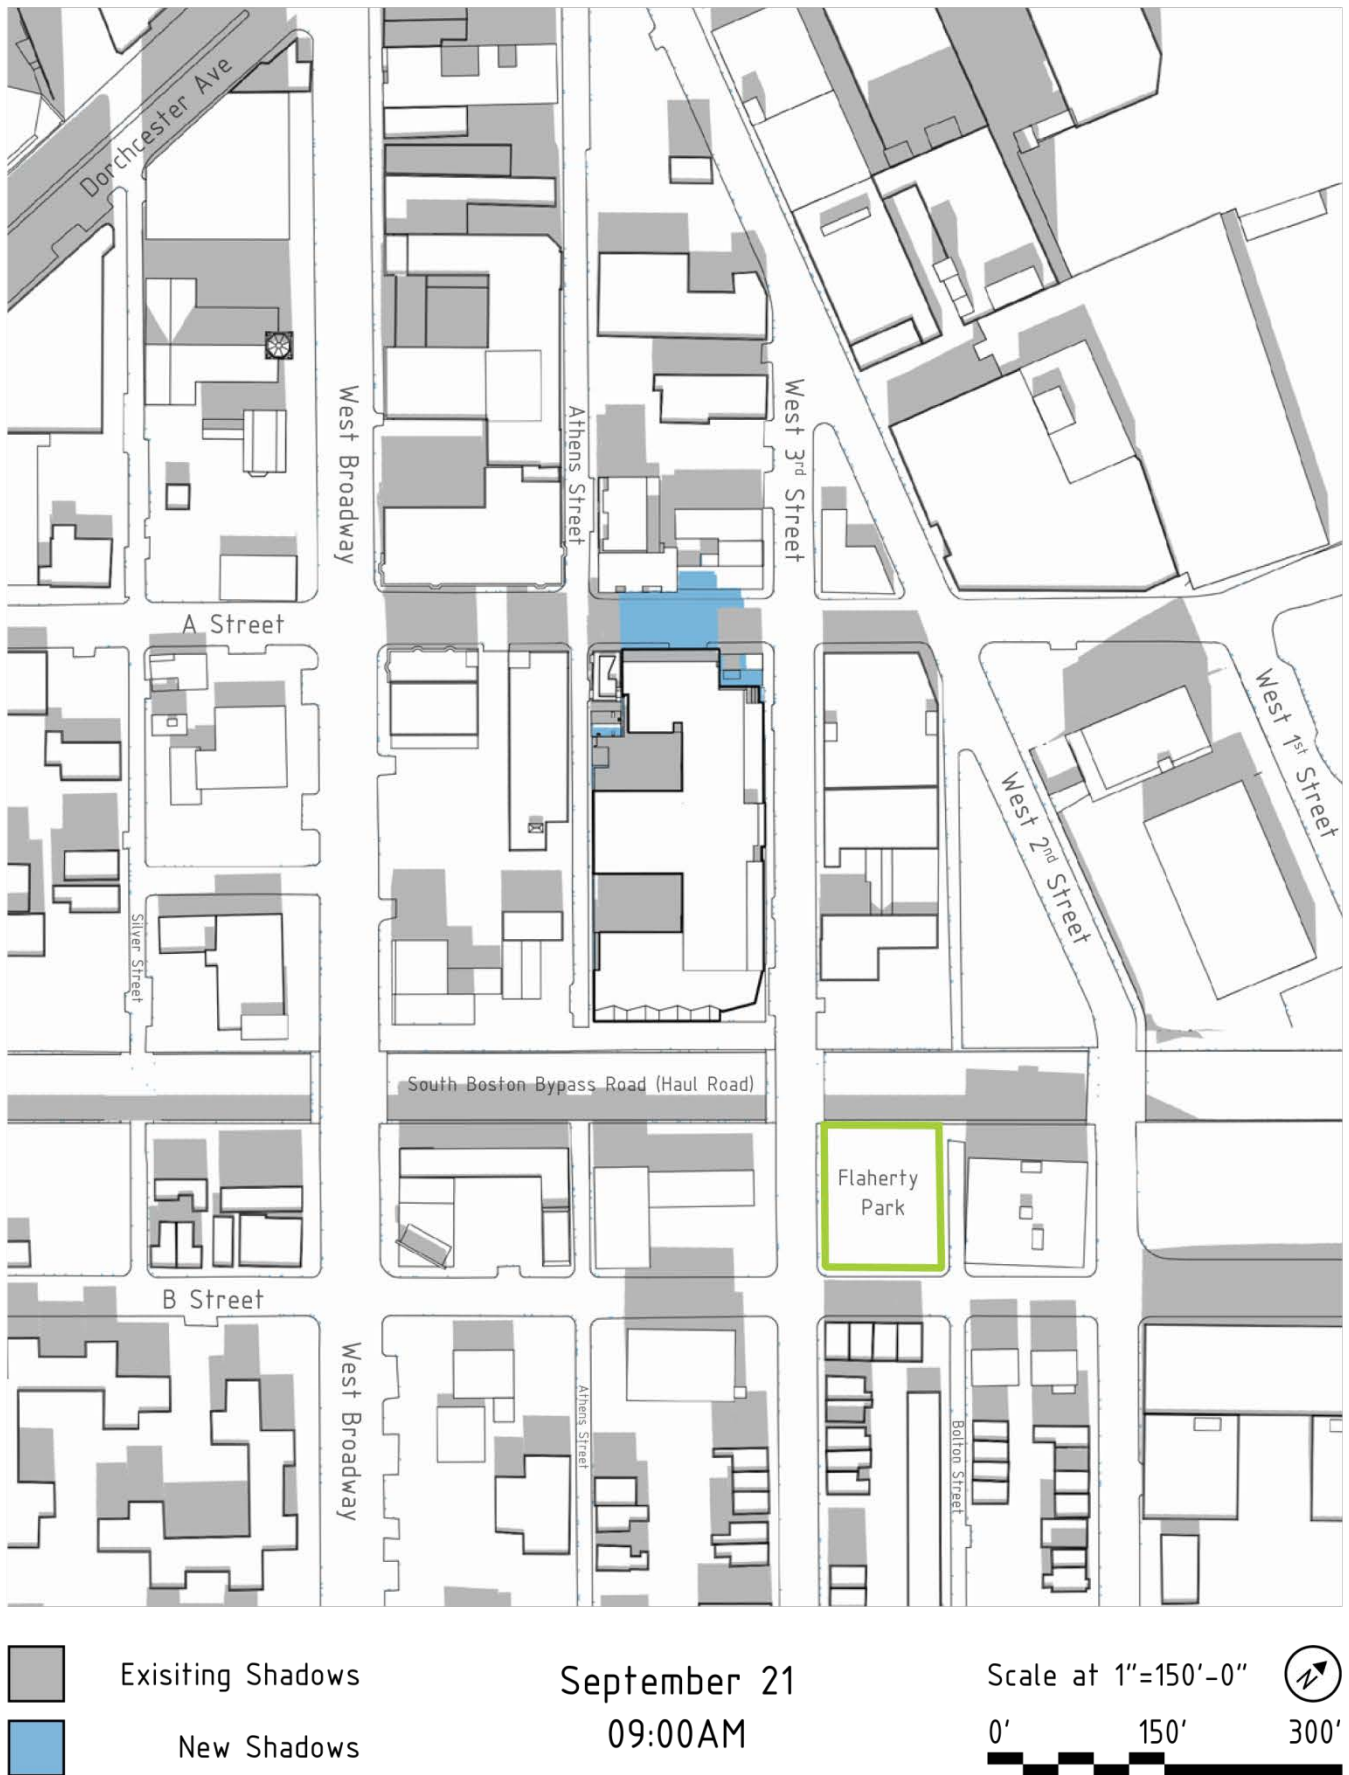 Dorchcester Ave
West Broadway
Athens Street
West 3rd Street
A Street
West 1st Street
West 2nd Street
Silver Street
South Boston Bypass Road (Haul Road)
Flaherty
Park
B Street
West Broadway
Athens Street
Bolton Street
Exisiting Shadows
New Shadows
September 21
09:00AM
Scale at 1"=150'-0"
N
0' 150' 300'